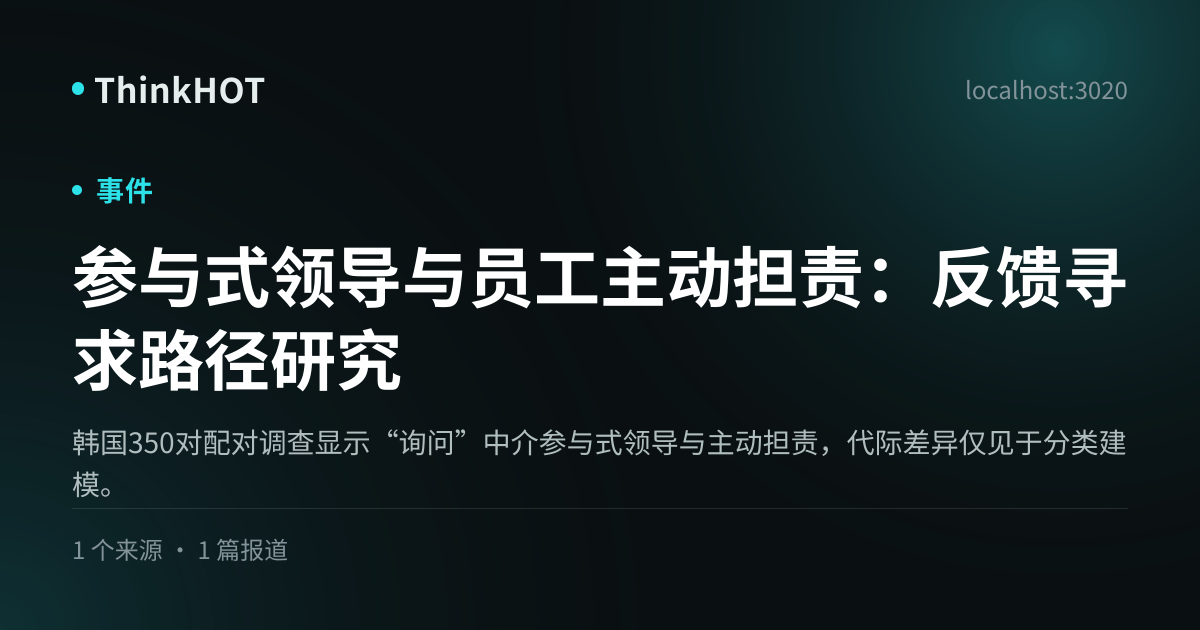 ThinkHOT
localhost:3020
事件
参与式领导与员工主动担责：反馈寻
求路径研究
韩国350对配对调查显示“询问”中介参与式领导与主动担责，代际差异仅见于分类建
模。
1 个来源 · 1 篇报道